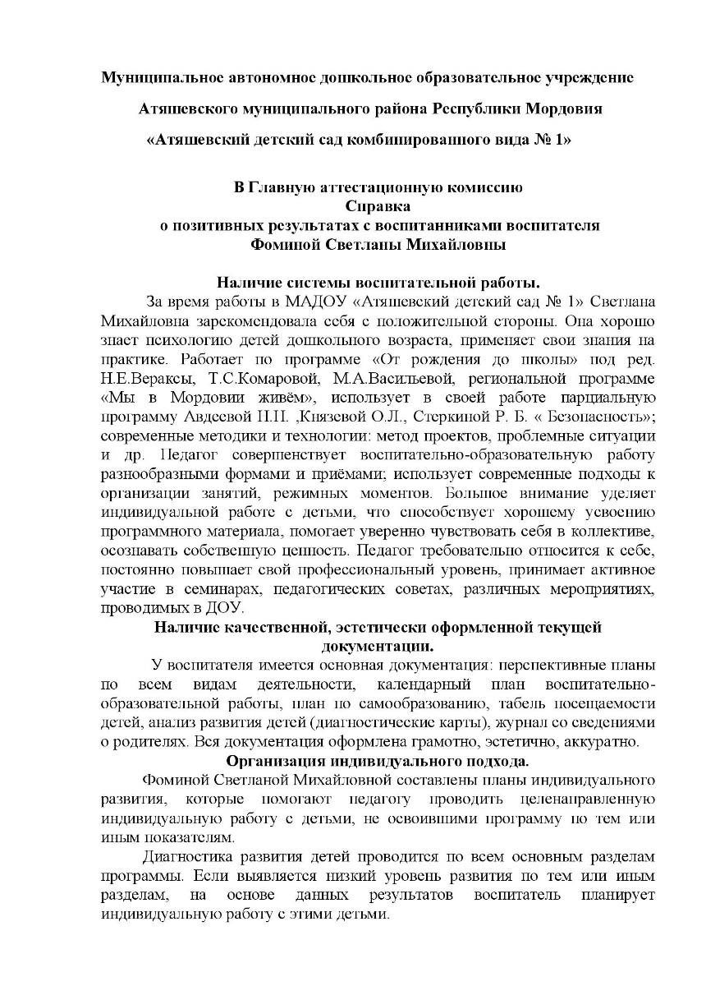 Муниципальное автономное дошкольное образовательное учреждение
Атяшевского муниципального района Республики Мордовия
«Атяшевский детский сад комбинированного вида № 1»
В Главную аттестационную комиссию
Справка
о позитивных результатах с воспитанниками воспитателя
Фоминой Светланы Михайловны
Наличие системы воспитательной работы.
За время работы в МАДОУ «Атяшевский детский сад № 1» Светлана
Михайловна зарекомендовала себя с положительной стороны. Она хорошо
знает психологию детей дошкольного возраста, применяет свои знания на
практике. Работает по программе «От рождения до школы» под ред.
Н.Е.Вераксы, Т.С.Комаровой, М.А.Васильевой, региональной программе
«Мы в Мордовии живём», использует в своей работе парциальную
программу Авдеевой Н.Н. ,Князевой О.Л., Стеркиной Р. Б. « Безопасность»;
современные методики и технологии: метод проектов, проблемные ситуации
и др. Педагог совершенствует воспитательно-образовательную работу
разнообразными формами и приёмами; использует современные подходы к
организации занятий, режимных моментов. Большое внимание уделяет
индивидуальной работе с детьми, что способствует хорошему усвоению
программного материала, помогает уверенно чувствовать себя в коллективе,
осознавать собственную ценность. Педагог требовательно относится к себе,
постоянно повышает свой профессиональный уровень, принимает активное
участие в семинарах, педагогических советах, различных мероприятиях,
проводимых в ДОУ.
Наличие качественной, эстетически оформленной текущей
документации.
У воспитателя имеется основная документация: перспективные планы
по всем видам деятельности, календарный план воспитательно-
образовательной работы, план по самообразованию, табель посещаемости
детей, анализ развития детей (диагностические карты), журнал со сведениями
о родителях. Вся документация оформлена грамотно, эстетично, аккуратно.
Организация индивидуального подхода.
Фоминой Светланой Михайловной составлены планы индивидуального
развития, которые помогают педагогу проводить целенаправленную
индивидуальную работу с детьми, не освоившими программу по тем или
иным показателям.
Диагностика развития детей проводится по всем основным разделам
программы. Если выявляется низкий уровень развития по тем или иным
разделам, на основе данных результатов воспитатель планирует
индивидуальную работу с этими детьми.